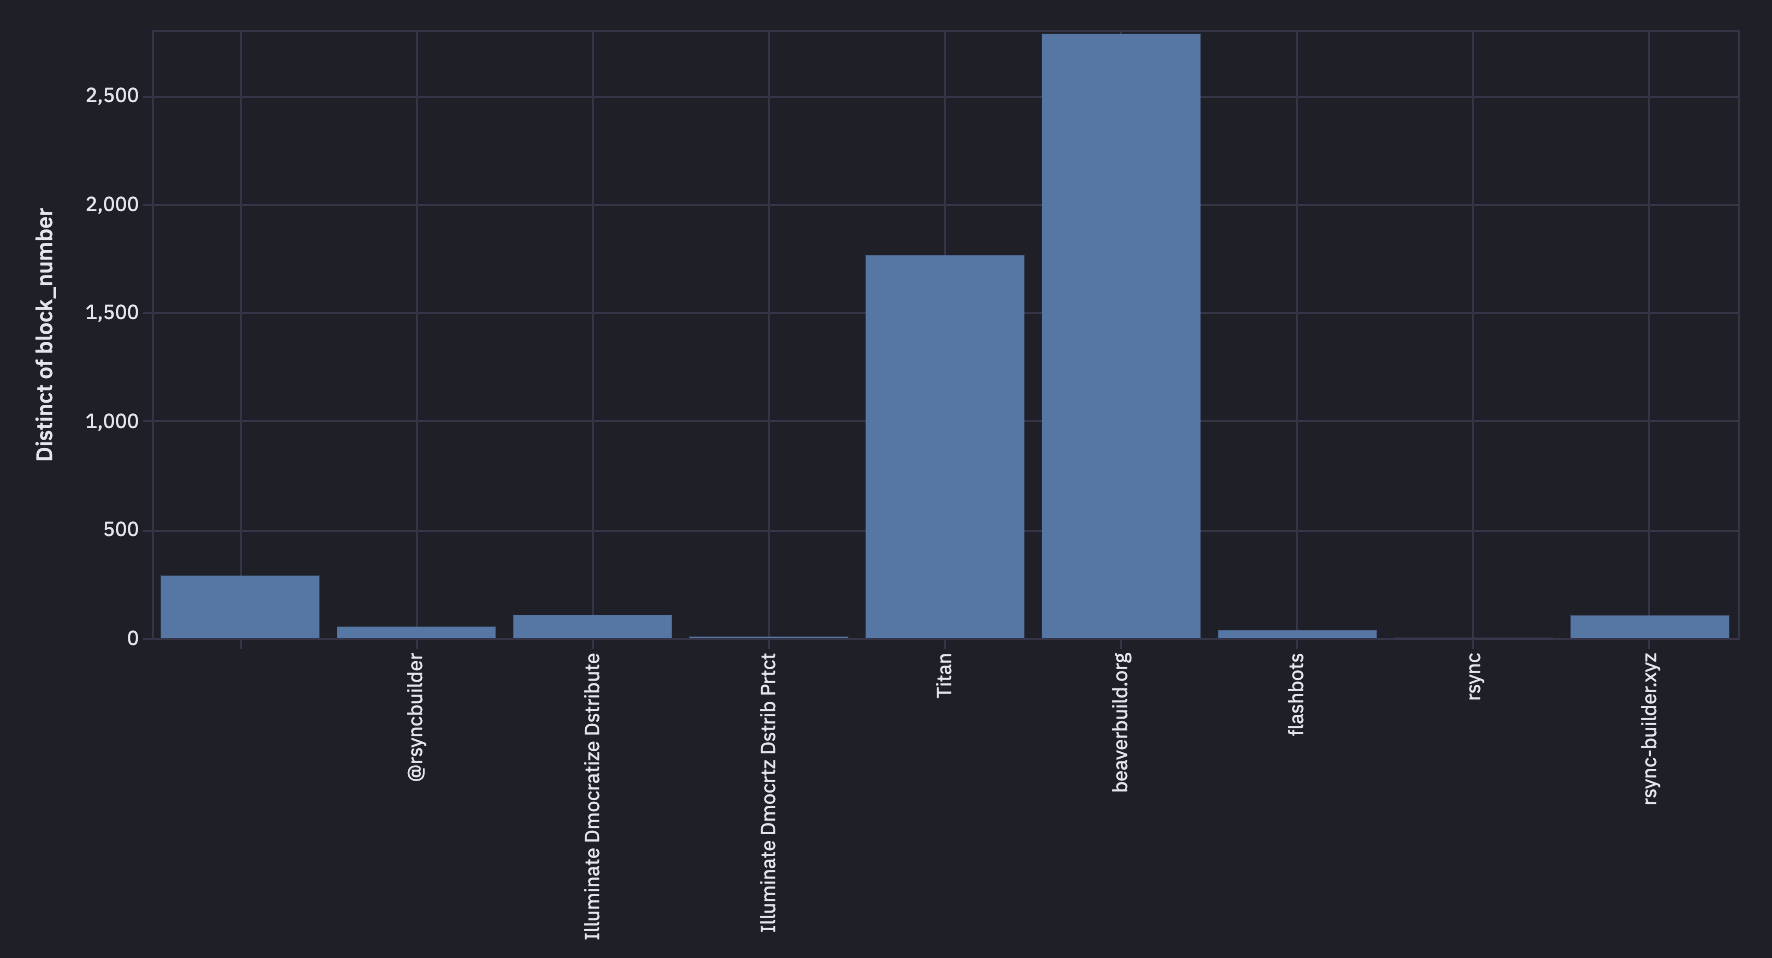 Distinct of block_number
2,500
2,000
1,500
1,000
500
0
@rsyncbuilder
Illuminate Dmocratize Dstribute
Illuminate Dmocrtz Dstrib Prtct
Titan
beaverbuild.org
flashbots
rsync
rsync-builder.xyz